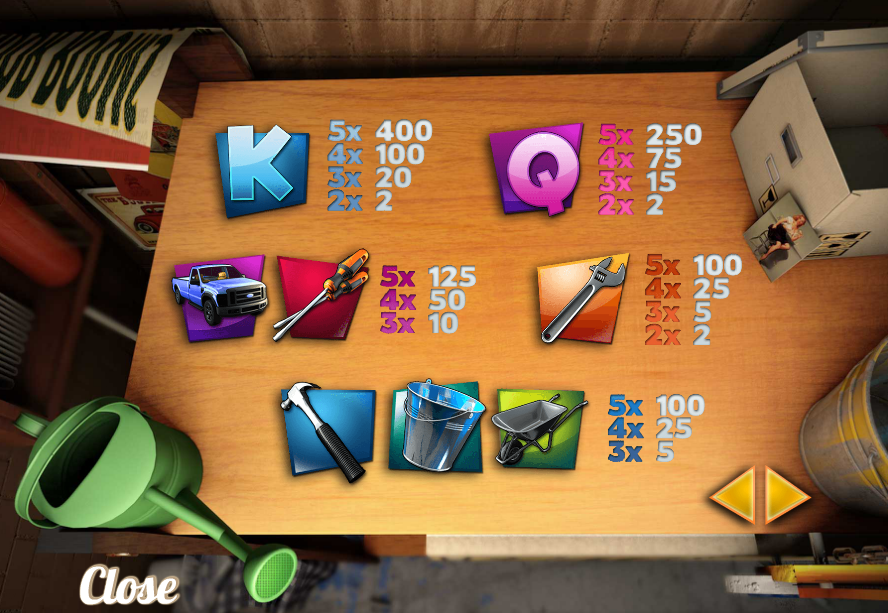 K
5x 400
4x 100
3x 20
2x 2
Q
5x 250
4x 75
3x 15
2x 2
5x 125
4x 50
3x 10
5x 100
4x 25
3x 5
2x 2
5x 100
4x 25
3x 5
Close